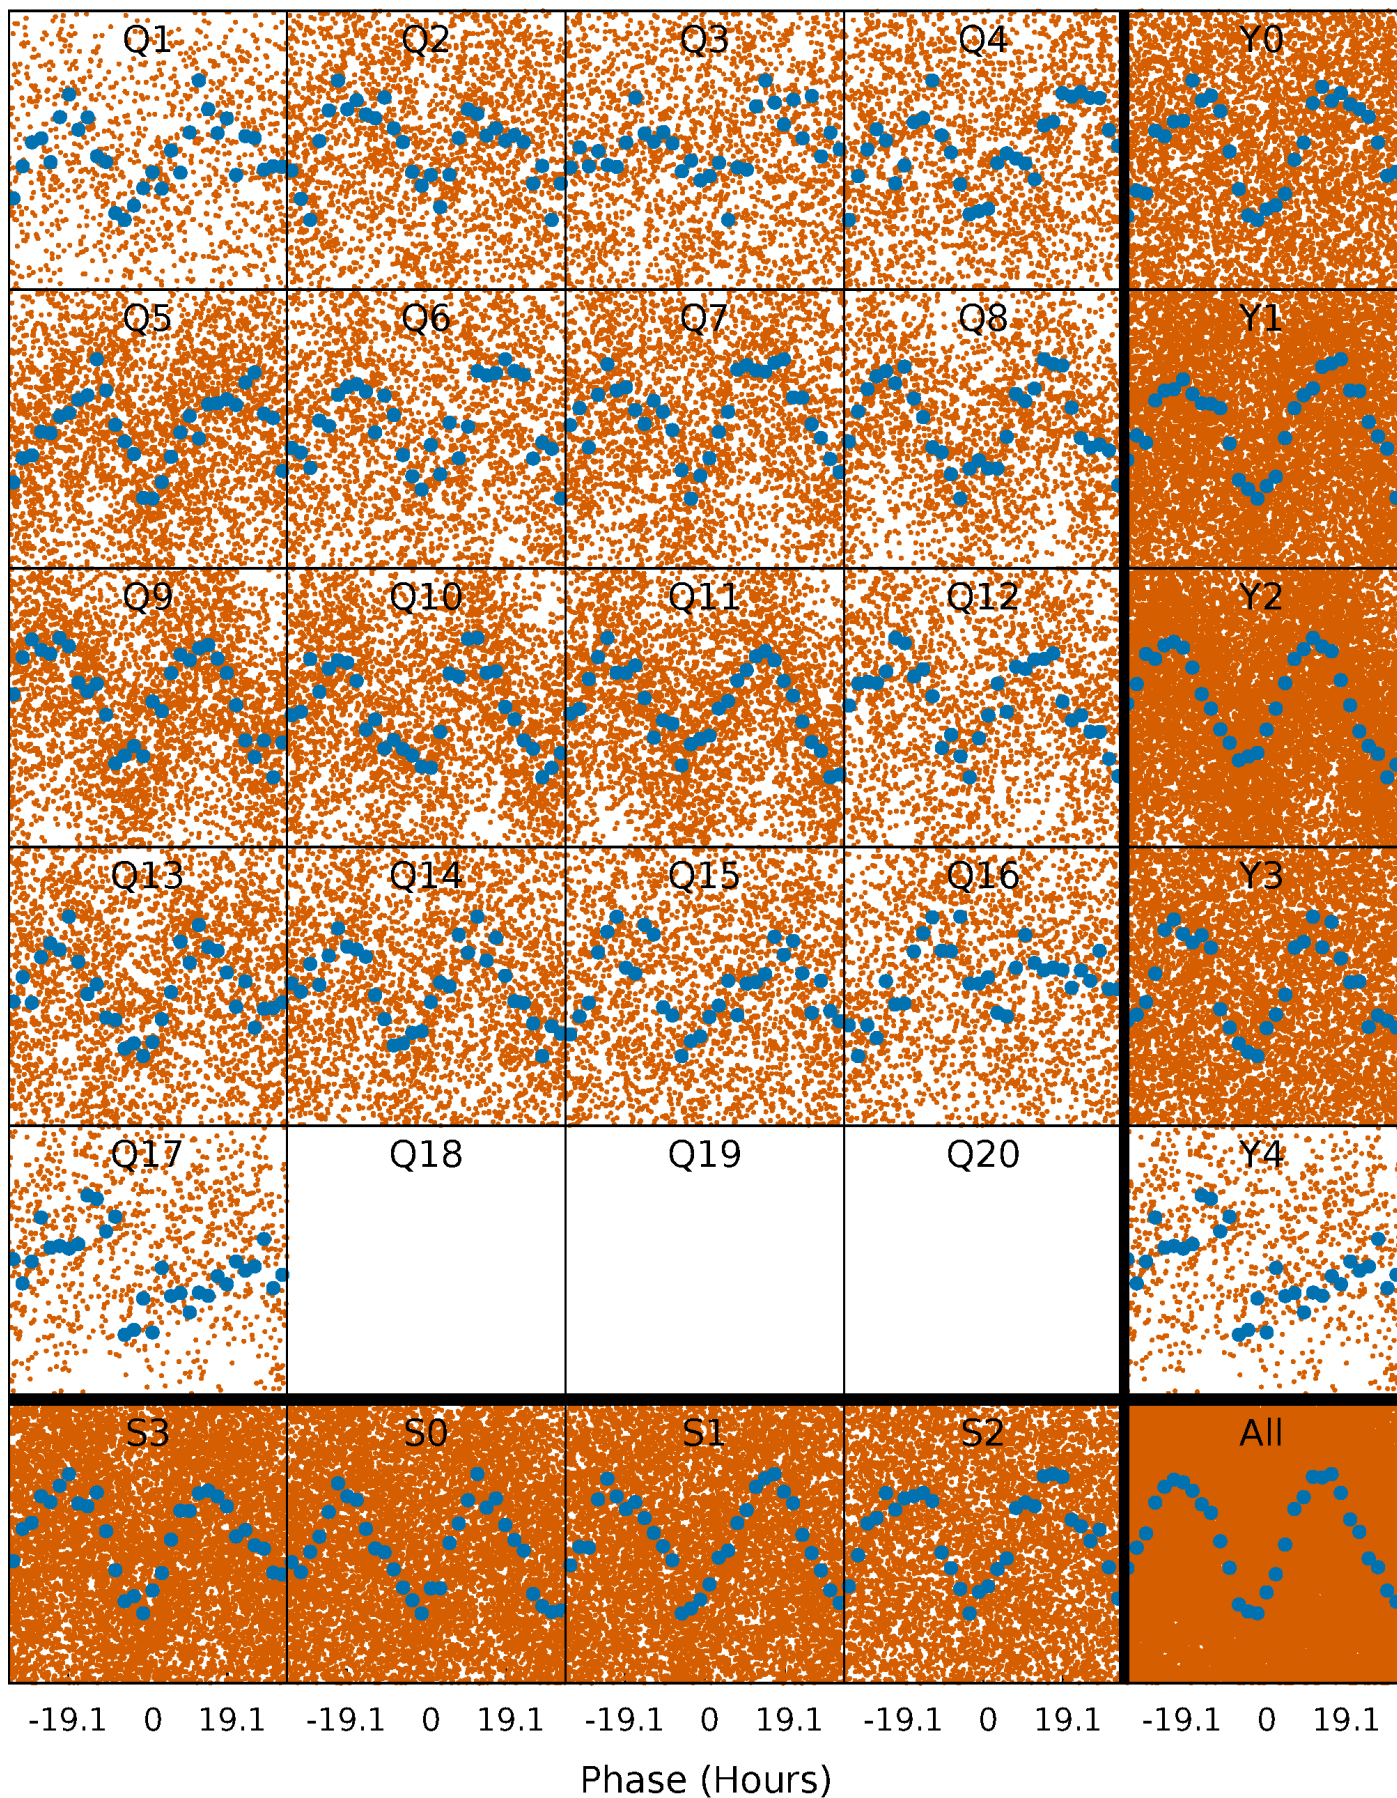 Q1 Q2 Q3 Q4 Y0
Q5 Q6 Q7 Q8 Y1
Q9 Q10 Q11 Q12 Y2
Q13 Q14 Q15 Q16 Y3
Q17 Q18 Q19 Q20 Y4
S3 S0 S1 S2 All
-19.1 0 19.1 -19.1 0 19.1 -19.1 0 19.1 -19.1 0 19.1 -19.1 0 19.1
Phase (Hours)